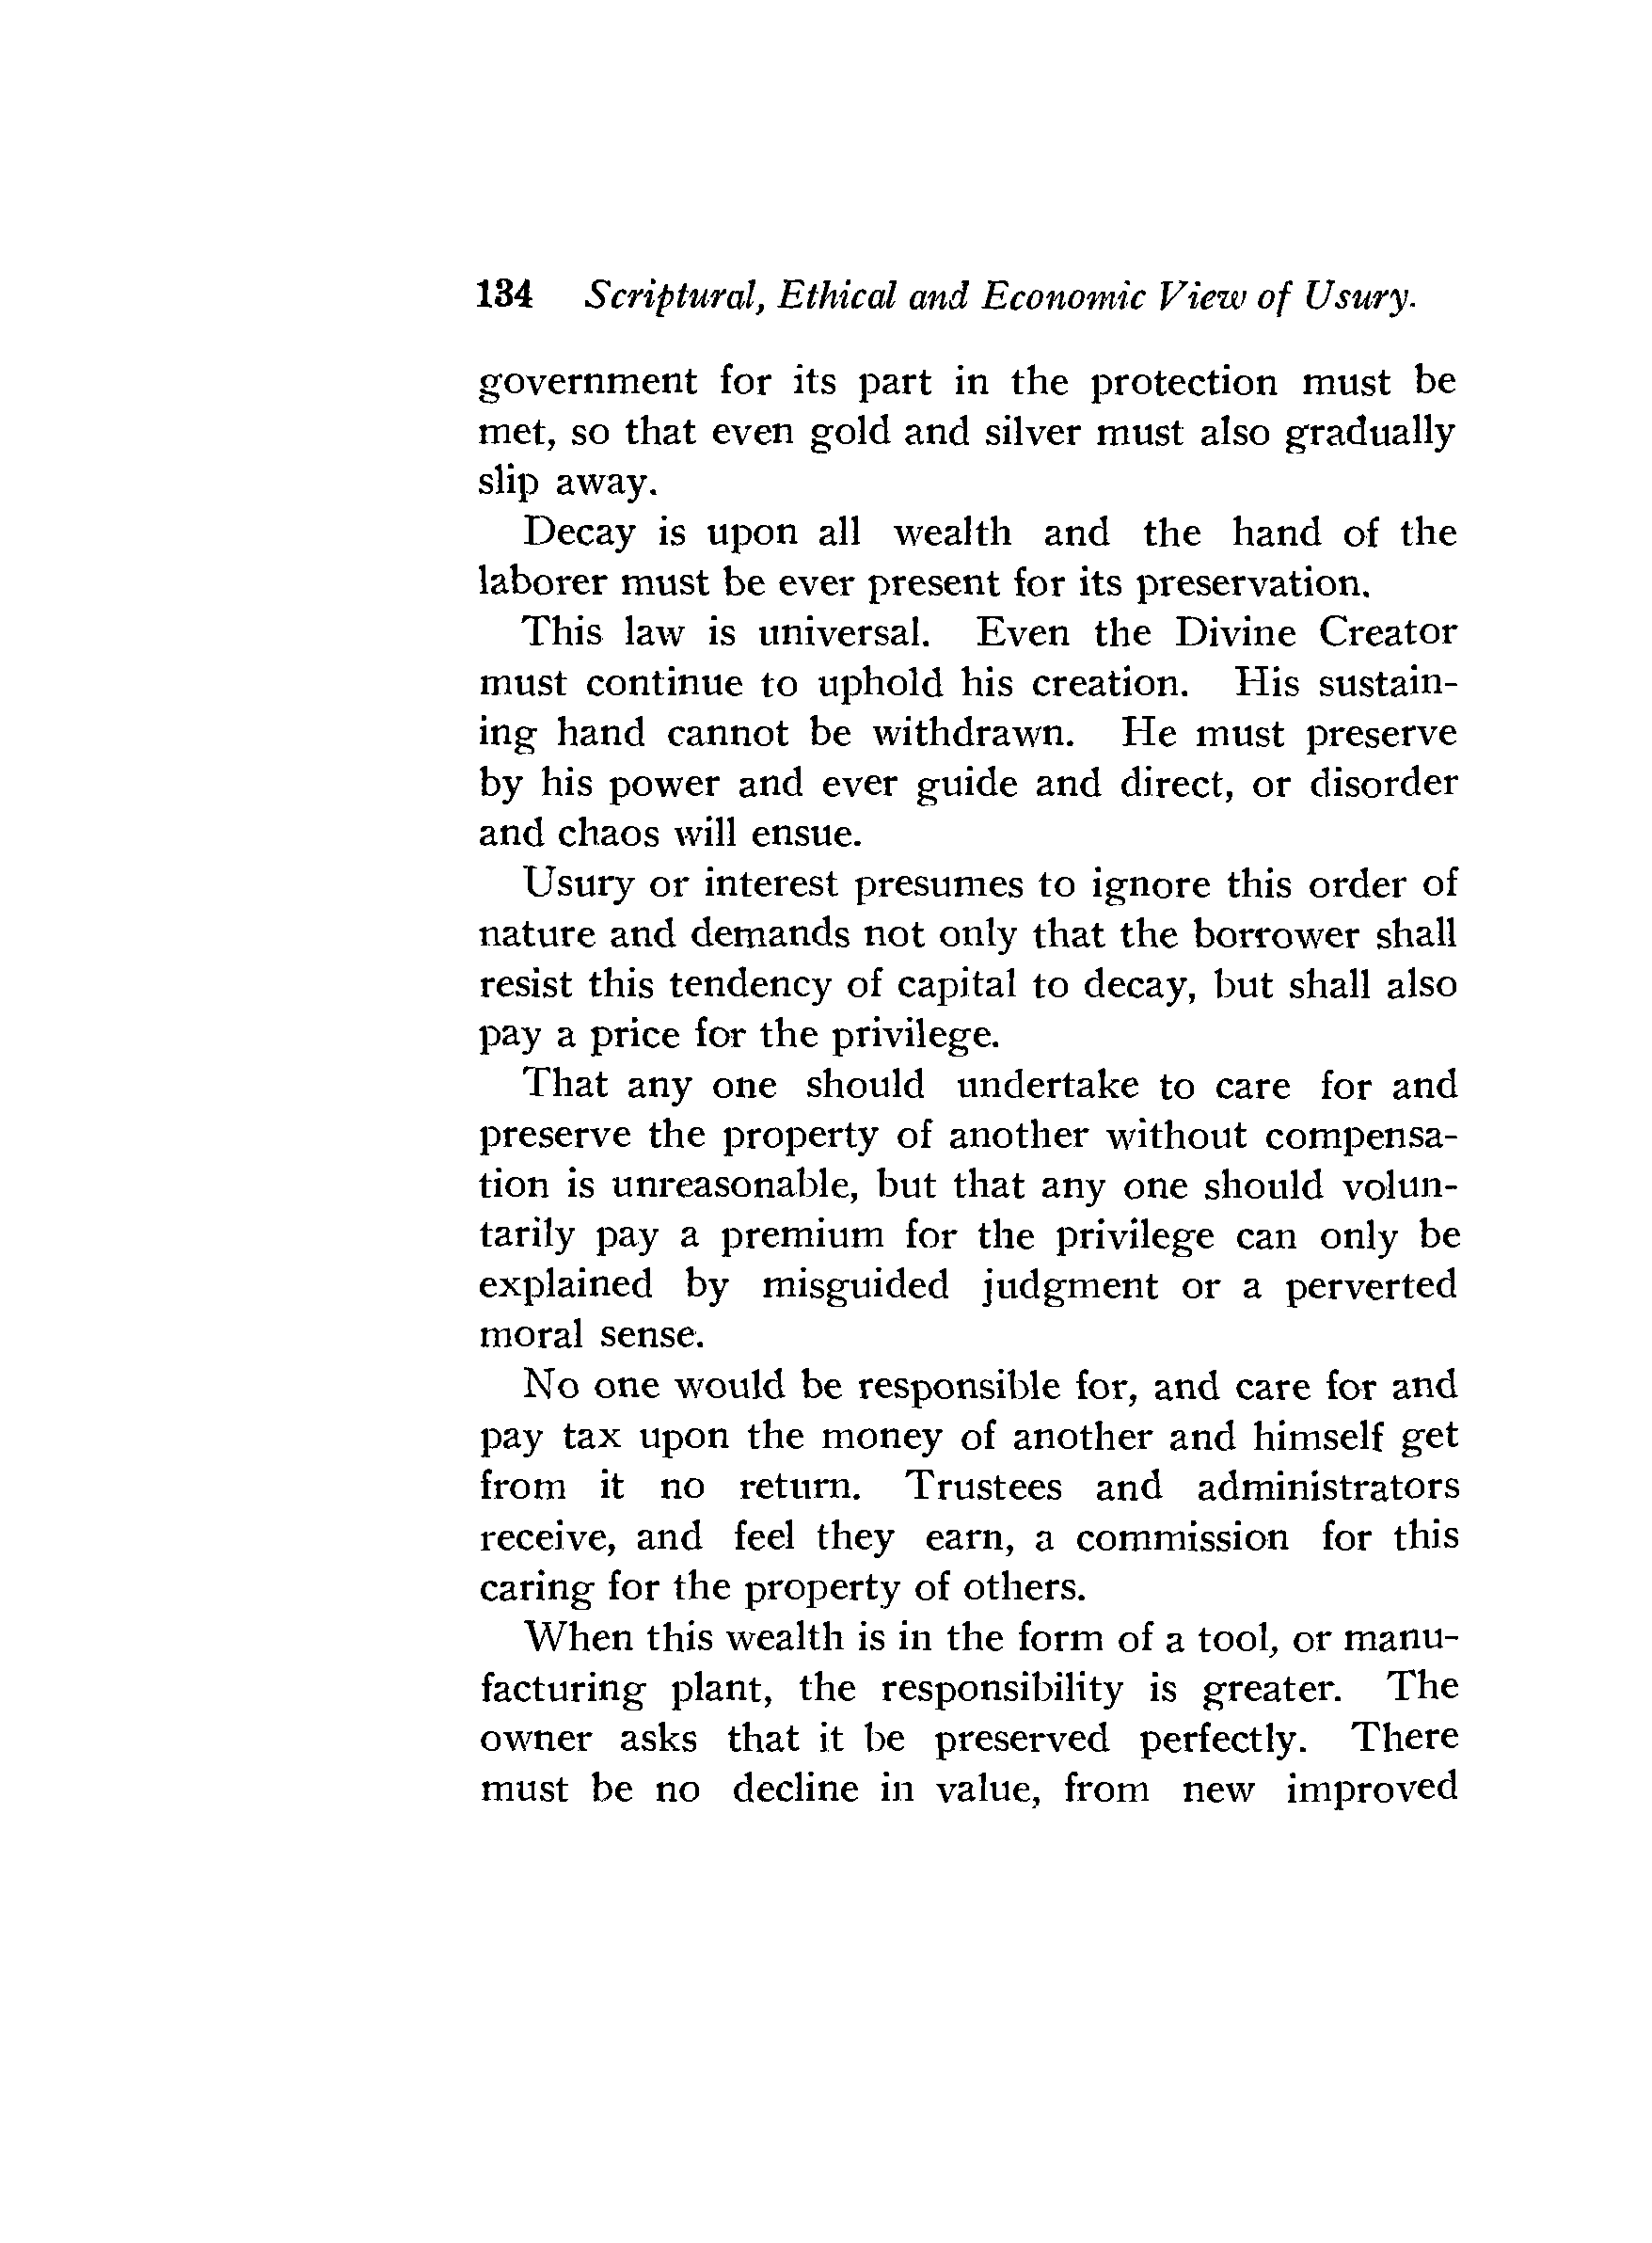 134 Scriptural, Ethical and Economic View of Usury.
government for its part in the protection must be
met, so that even gold and silver must also gradually
slip away.
Decay is upon all wealth and the hand of the
laborer must be ever present for its preservation.
This law is universal. Even the Divine Creator
must continue to uphold his creation. His sustain-
ing hand cannot be withdrawn. He must preserve
by his power and ever guide and direct, or disorder
and chaos will ensue.
Usury or interest presumes to ignore this order of
nature and demands not only that the borrower shall
resist this tendency of capital to decay, but shall also
pay a price for the privilege.
That any one should undertake to care for and
preserve the property of another without compensa-
tion is unreasonable, but that any one should volun-
tarily pay a premium for the privilege can only be
explained by misguided judgment or a perverted
moral sense.
No one would be responsible for, and care for and
pay tax upon the money of another and himself get
from it no return. Trustees and administrators
receive, and feel they earn, a commission for this
caring for the property of others.
When this wealth is in the form of a tool, or manu-
facturing plant, the responsibility is greater. The
owner asks that it be preserved perfectly. There
must be no decline in value, from new improved